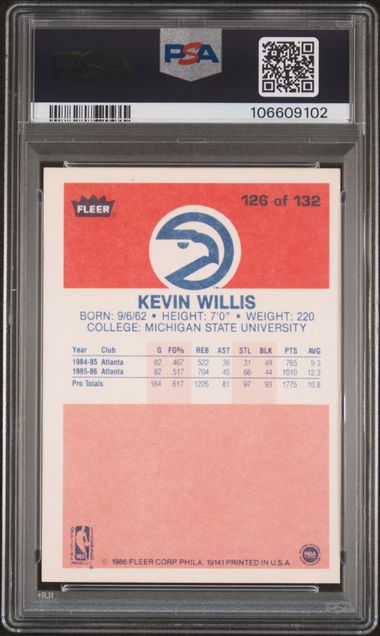 PSA
PSA
106609102
FLEER
126 of 132
KEVIN WILLIS
BORN: 9/6/62 • HEIGHT: 7'0" • WEIGHT: 220
COLLEGE: MICHIGAN STATE UNIVERSITY
Year Club G FG% REB AST STL BLK PTS AVG
1984-85 Atlanta 82 .467 522 36 31 49 765 9.3
1985-86 Atlanta 82 .517 704 45 66 44 1010 12.3
Pro Totals 164 .617 1226 81 97 93 1775 10.8
NBA
© 1986 FLEER CORP. PHILA. 19141 PRINTED IN U.S.A.